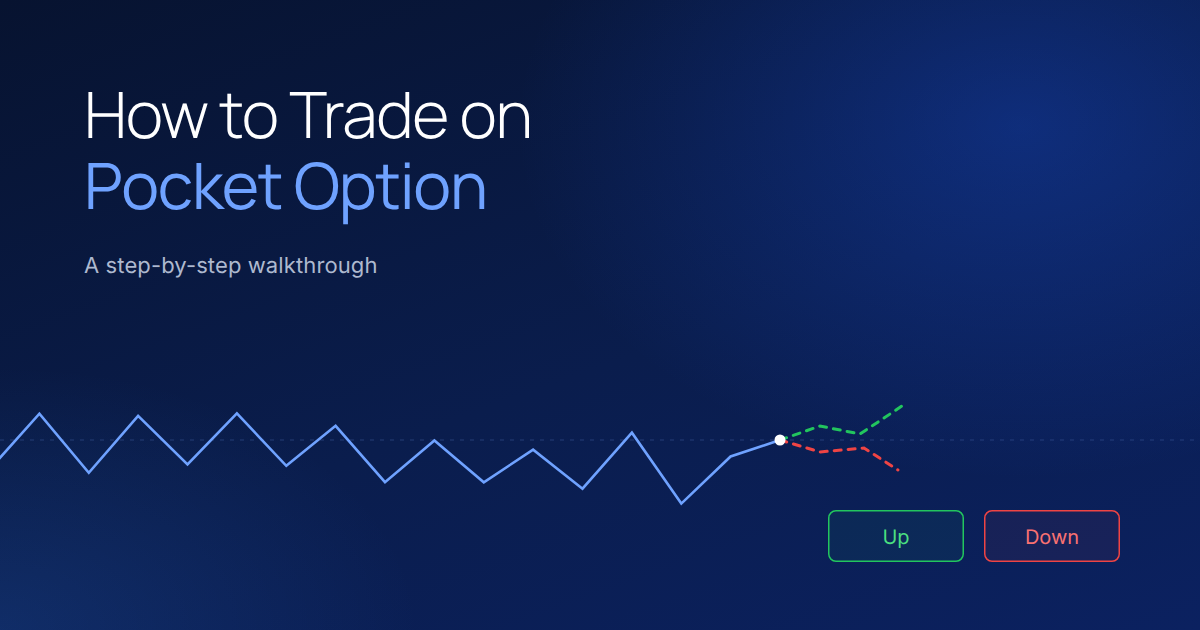 How to Trade on
Pocket Option
A step-by-step walkthrough
Up
Down